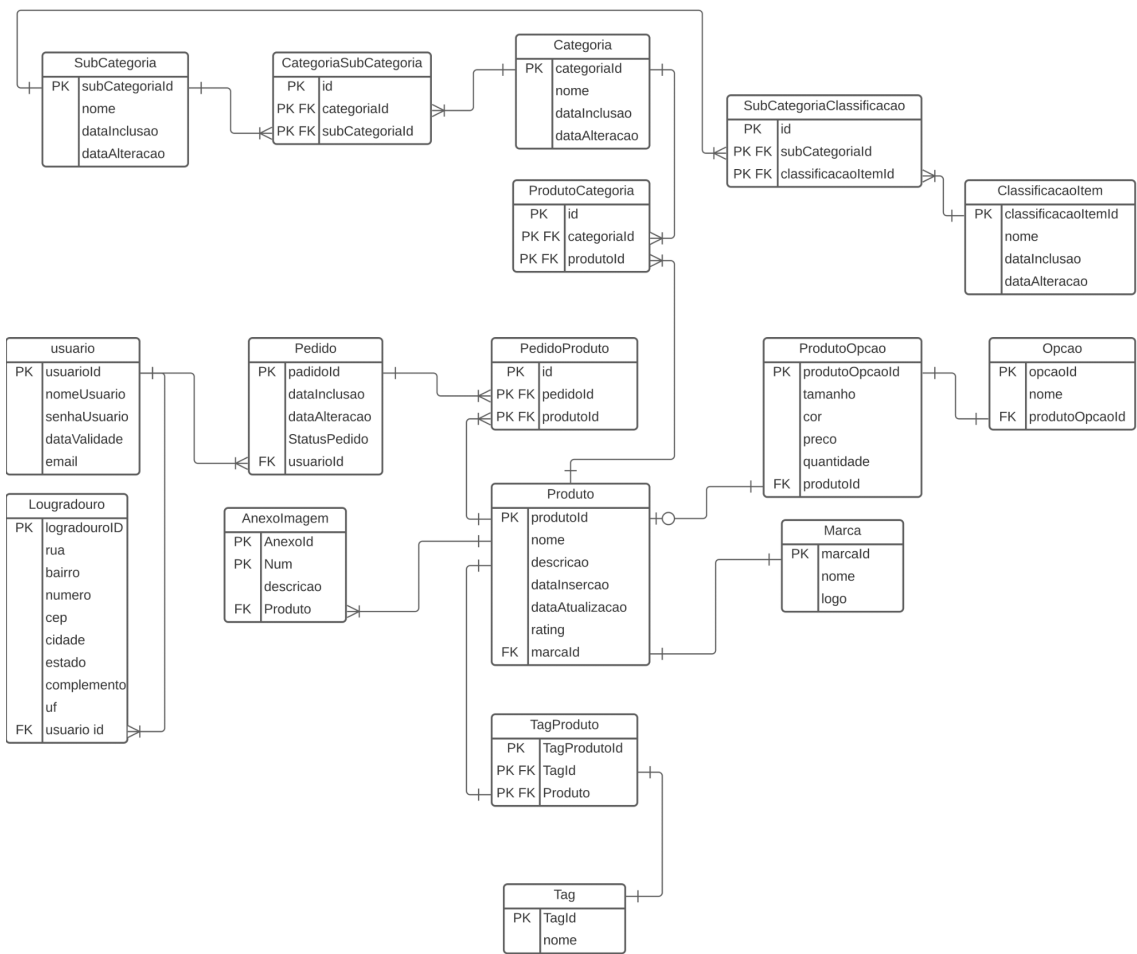 SubCategoria
PK subCategoriaId
nome
dataInclusao
dataAlteracao
CategoriaSubCategoria
PK id
PK FK categoriaId
PK FK subCategoriaId
Categoria
PK categoriaId
nome
dataInclusao
dataAlteracao
SubCategoriaClassificacao
PK id
PK FK subCategoriaId
PK FK classificacaoItemId
ProdutoCategoria
PK id
PK FK categoriaId
PK FK produtoId
ClassificacaoItem
PK classificacaoItemId
nome
dataInclusao
dataAlteracao
usuario
PK usuarioId
nomeUsuario
senhaUsuario
dataValidade
email
Pedido
PK padidoId
dataInclusao
dataAlteracao
StatusPedido
FK usuarioId
PedidoProduto
PK id
PK FK pedidoId
PK FK produtoId
ProdutoOpcao
PK produtoOpcaoId
tamanho
cor
preco
quantidade
FK produtoId
Opcao
PK opcaoId
nome
FK produtoOpcaoId
Lougradouro
PK logradouroID
rua
bairro
numero
cep
cidade
estado
complemento
uf
FK usuario id
AnexoImagem
PK AnexoId
PK Num
descricao
FK Produto
Produto
PK produtoId
nome
descricao
dataInsercao
dataAtualizacao
rating
FK marcaId
Marca
PK marcaId
nome
logo
TagProduto
PK TagProdutoId
PK FK TagId
PK FK Produto
Tag
PK TagId
nome